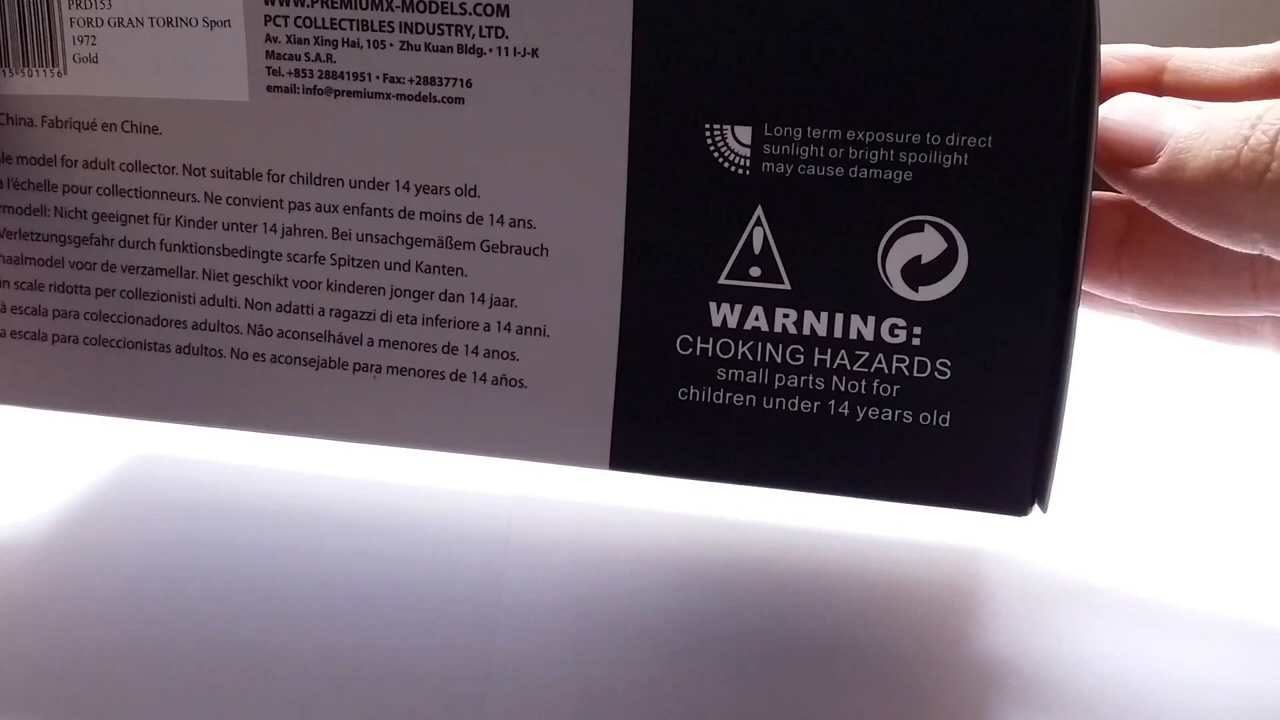 PRD153
FORD GRAN TORINO Sport
1972
Gold
15 501156
WWW.PREMIUMX-MODELS.COM
PCT COLLECTIBLES INDUSTRY, LTD.
Av. Xian Xing Hai, 105 • Zhu Kuan Bldg. • 11 I-J-K
Macau S.A.R.
Tel. +853 28841951 • Fax: +28837716
email: info@premiumx-models.com
China. Fabriqué en Chine.
le model for adult collector. Not suitable for children under 14 years old.
à l'échelle pour collectionneurs. Ne convient pas aux enfants de moins de 14 ans.
rmodell: Nicht geeignet für Kinder unter 14 jahren. Bei unsachgemäßem Gebrauch
Verletzungsgefahr durch funktionsbedingte scarfe Spitzen und Kanten.
haalmodel voor de verzamellar. Niet geschikt voor kinderen jonger dan 14 jaar.
in scale ridotta per collezionisti adulti. Non adatti a ragazzi di eta inferiore a 14 anni.
à escala para coleccionadores adultos. Não aconselhável a menores de 14 anos.
a escala para coleccionistas adultos. No es aconsejable para menores de 14 años.
Long term exposure to direct
sunlight or bright spoilight
may cause damage
WARNING:
CHOKING HAZARDS
small parts Not for
children under 14 years old